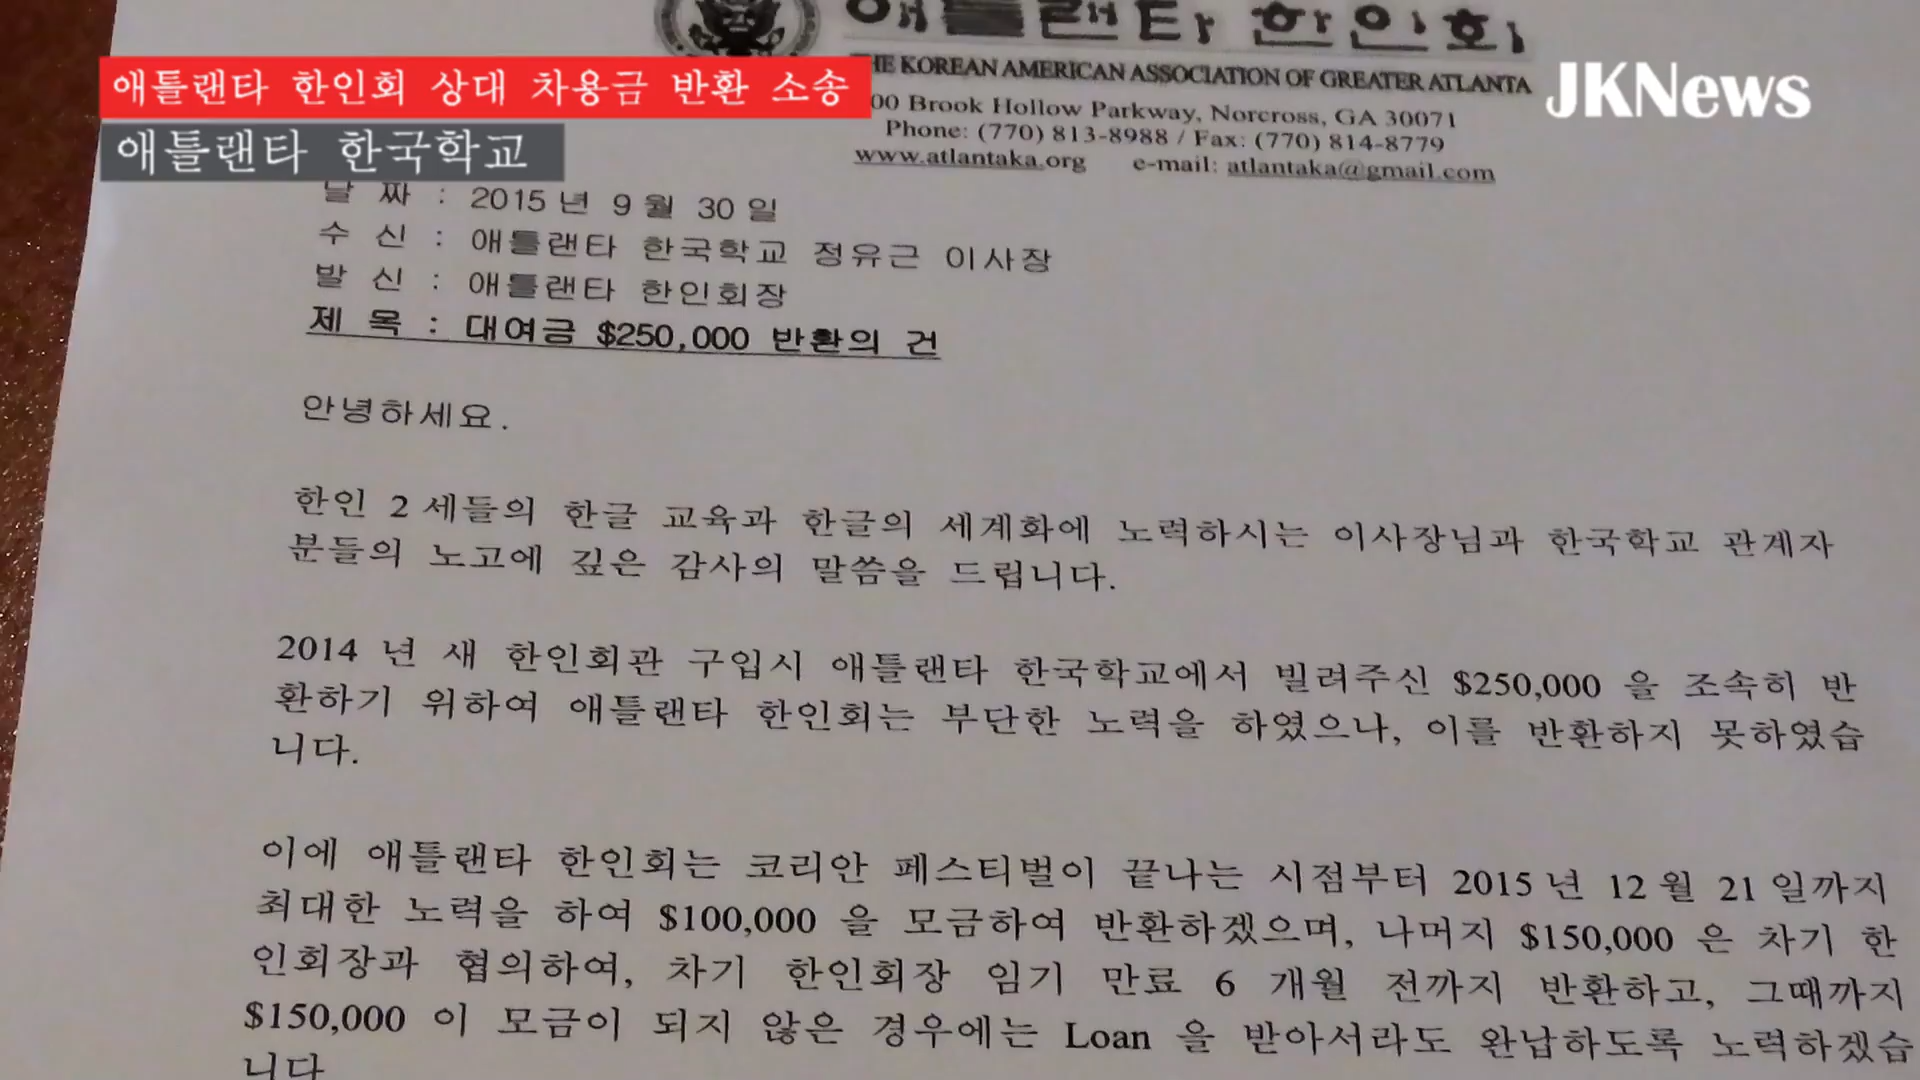 애틀랜타 한인회
THE KOREAN AMERICAN ASSOCIATION OF GREATER ATLANTA
애틀랜타 한인회 상대 차용금 반환 소송
JKNews
00 Brook Hollow Parkway, Norcross, GA 30071
애틀랜타 한국학교
Phone: (770) 813-8988 / Fax: (770) 814-8779
www.atlantaka.org e-mail: atlantaka@gmail.com
날 짜 : 2015 년 9 월 30 일
수 신 : 애틀랜타 한국학교 정유근 이사장
발 신 : 애틀랜타 한인회장
제 목 : 대여금 $250,000 반환의 건
안녕하세요.
한인 2 세들의 한글 교육과 한글의 세계화에 노력하시는 이사장님과 한국학교 관계자
분들의 노고에 깊은 감사의 말씀을 드립니다.
2014 년 새 한인회관 구입시 애틀랜타 한국학교에서 빌려주신 $250,000 을 조속히 반
환하기 위하여 애틀랜타 한인회는 부단한 노력을 하였으나, 이를 반환하지 못하였습
니다.
이에 애틀랜타 한인회는 코리안 페스티벌이 끝나는 시점부터 2015 년 12 월 21 일까지
최대한 노력을 하여 $100,000 을 모금하여 반환하겠으며, 나머지 $150,000 은 차기 한
인회장과 협의하여, 차기 한인회장 임기 만료 6 개월 전까지 반환하고, 그때까지
$150,000 이 모금이 되지 않은 경우에는 Loan 을 받아서라도 완납하도록 노력하겠습
니다